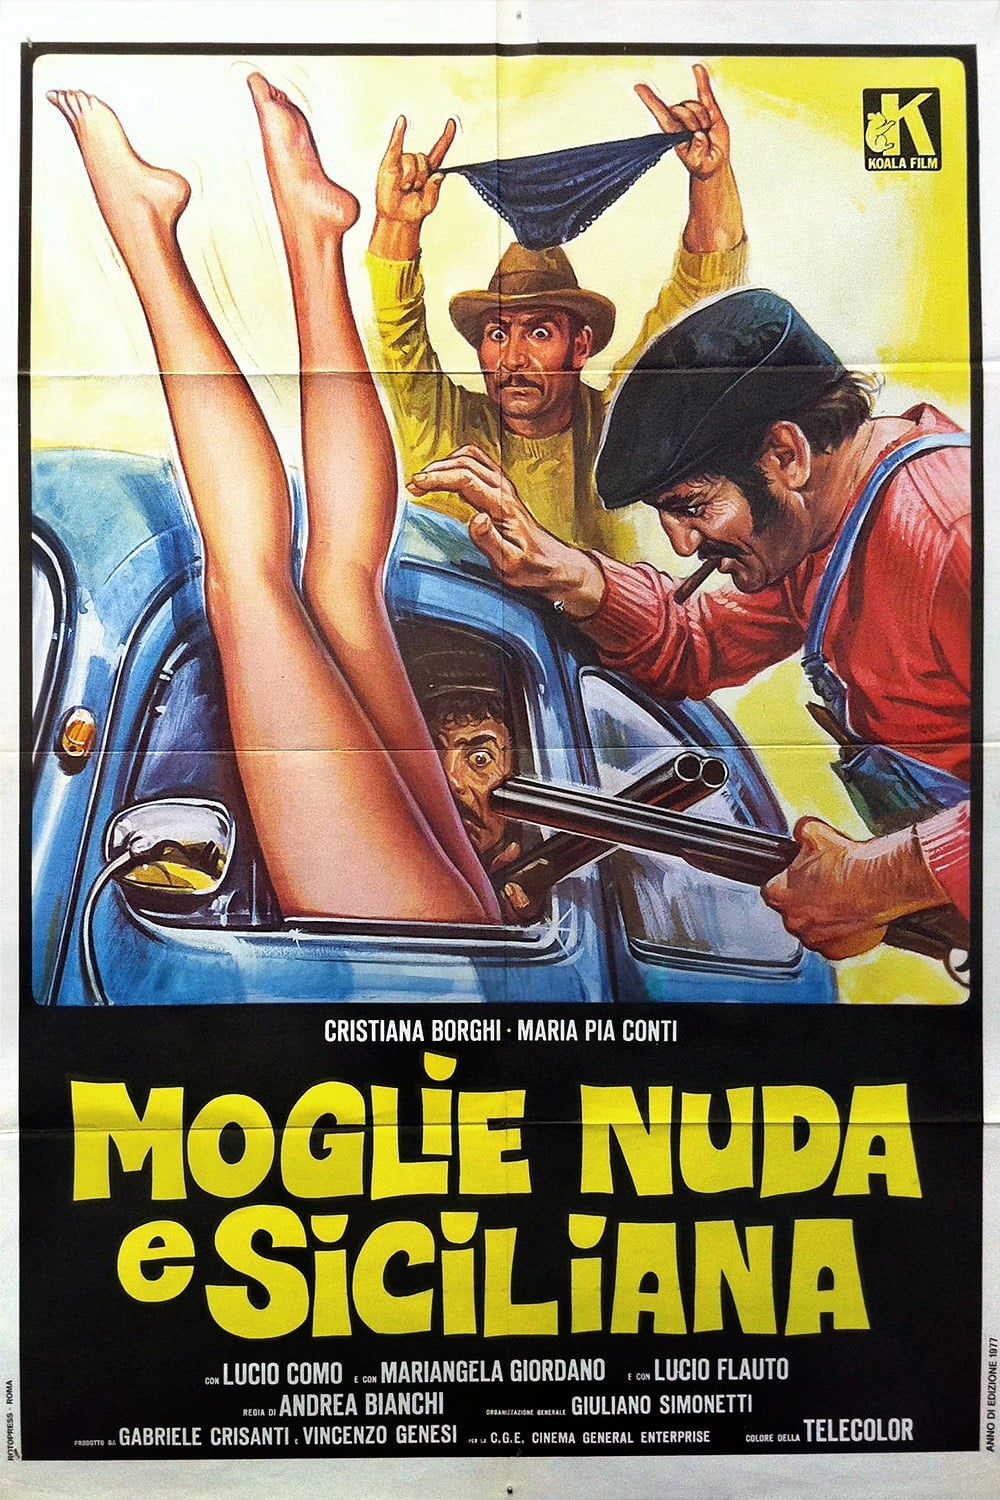 K
KOALA FILM
CRISTIANA BORGHI · MARIA PIA CONTI
MOGLIE NUDA
e SICILIANA
CON LUCIO COMO E CON MARIANGELA GIORDANO E CON LUCIO FLAUTO
REGIA DI ANDREA BIANCHI ORGANIZZAZIONE GENERALE GIULIANO SIMONETTI
PRODOTTO DA GABRIELE CRISANTI E VINCENZO GENESI PER LA C.G.E. CINEMA GENERAL ENTERPRISE COLORE DELLA TELECOLOR
ROTOPRESS - ROMA
ANNO DI EDIZIONE 1977